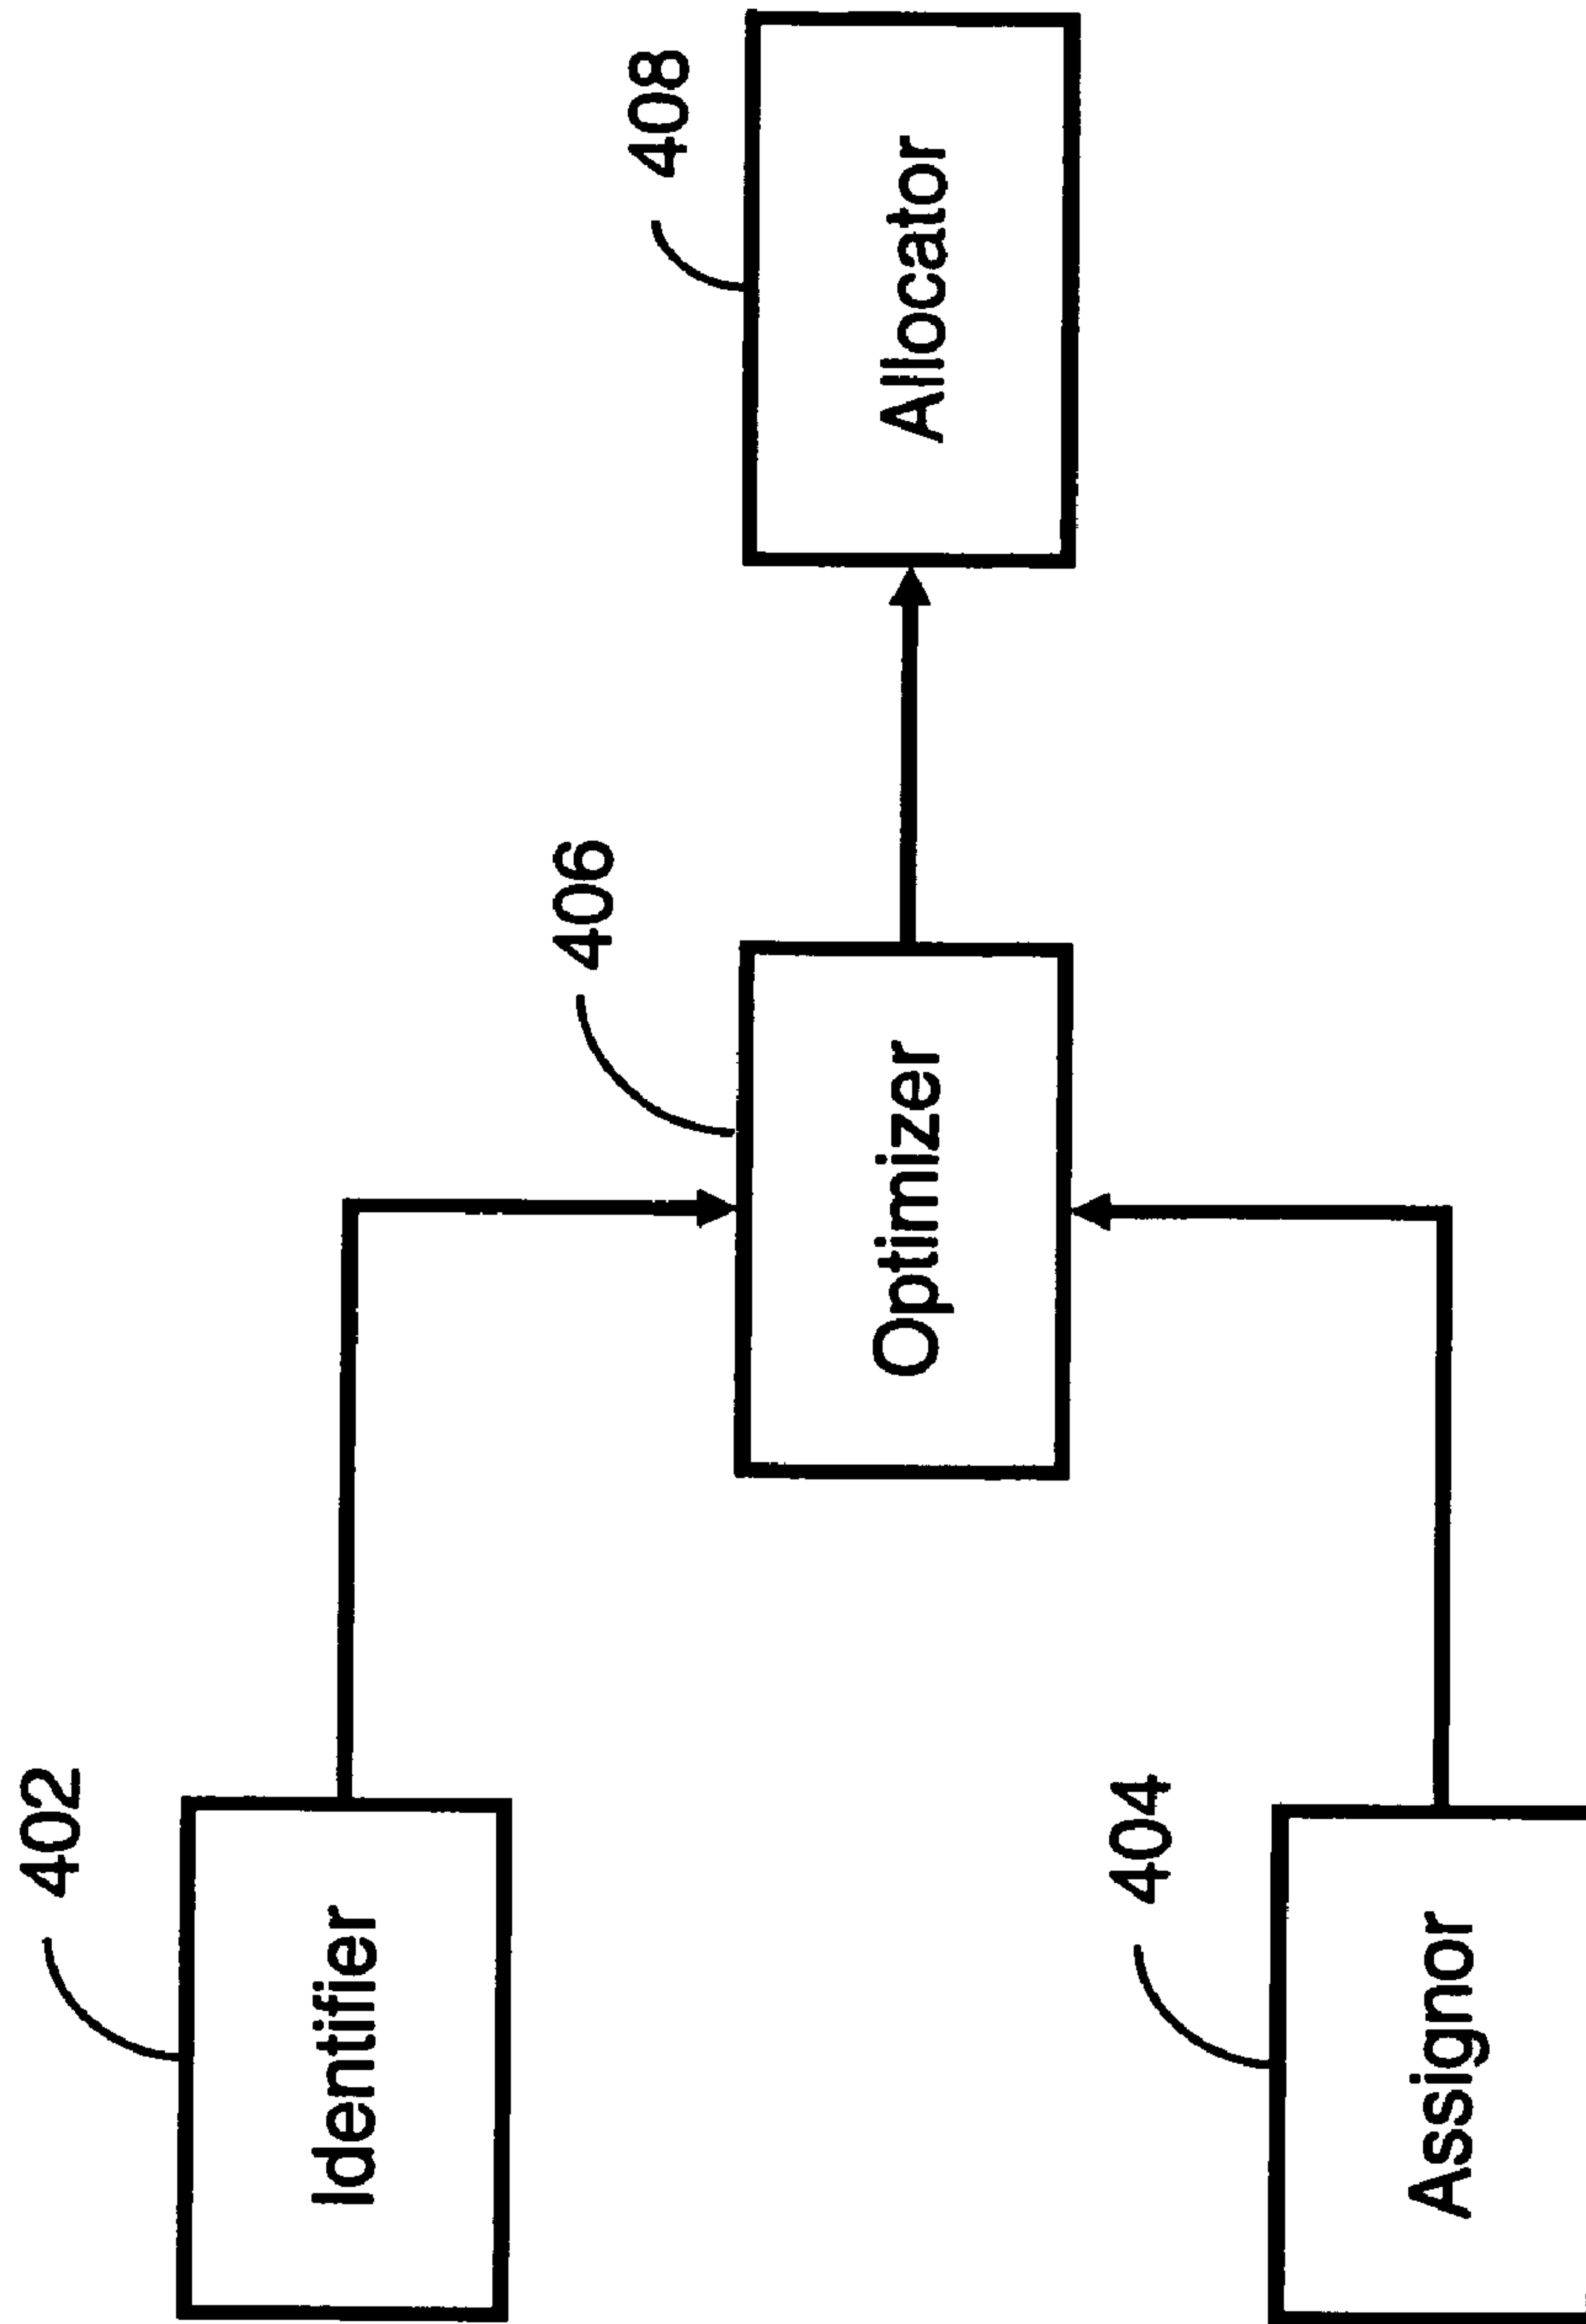 402
Identifier
406
Optimizer
408
Allocator
404
Assignor